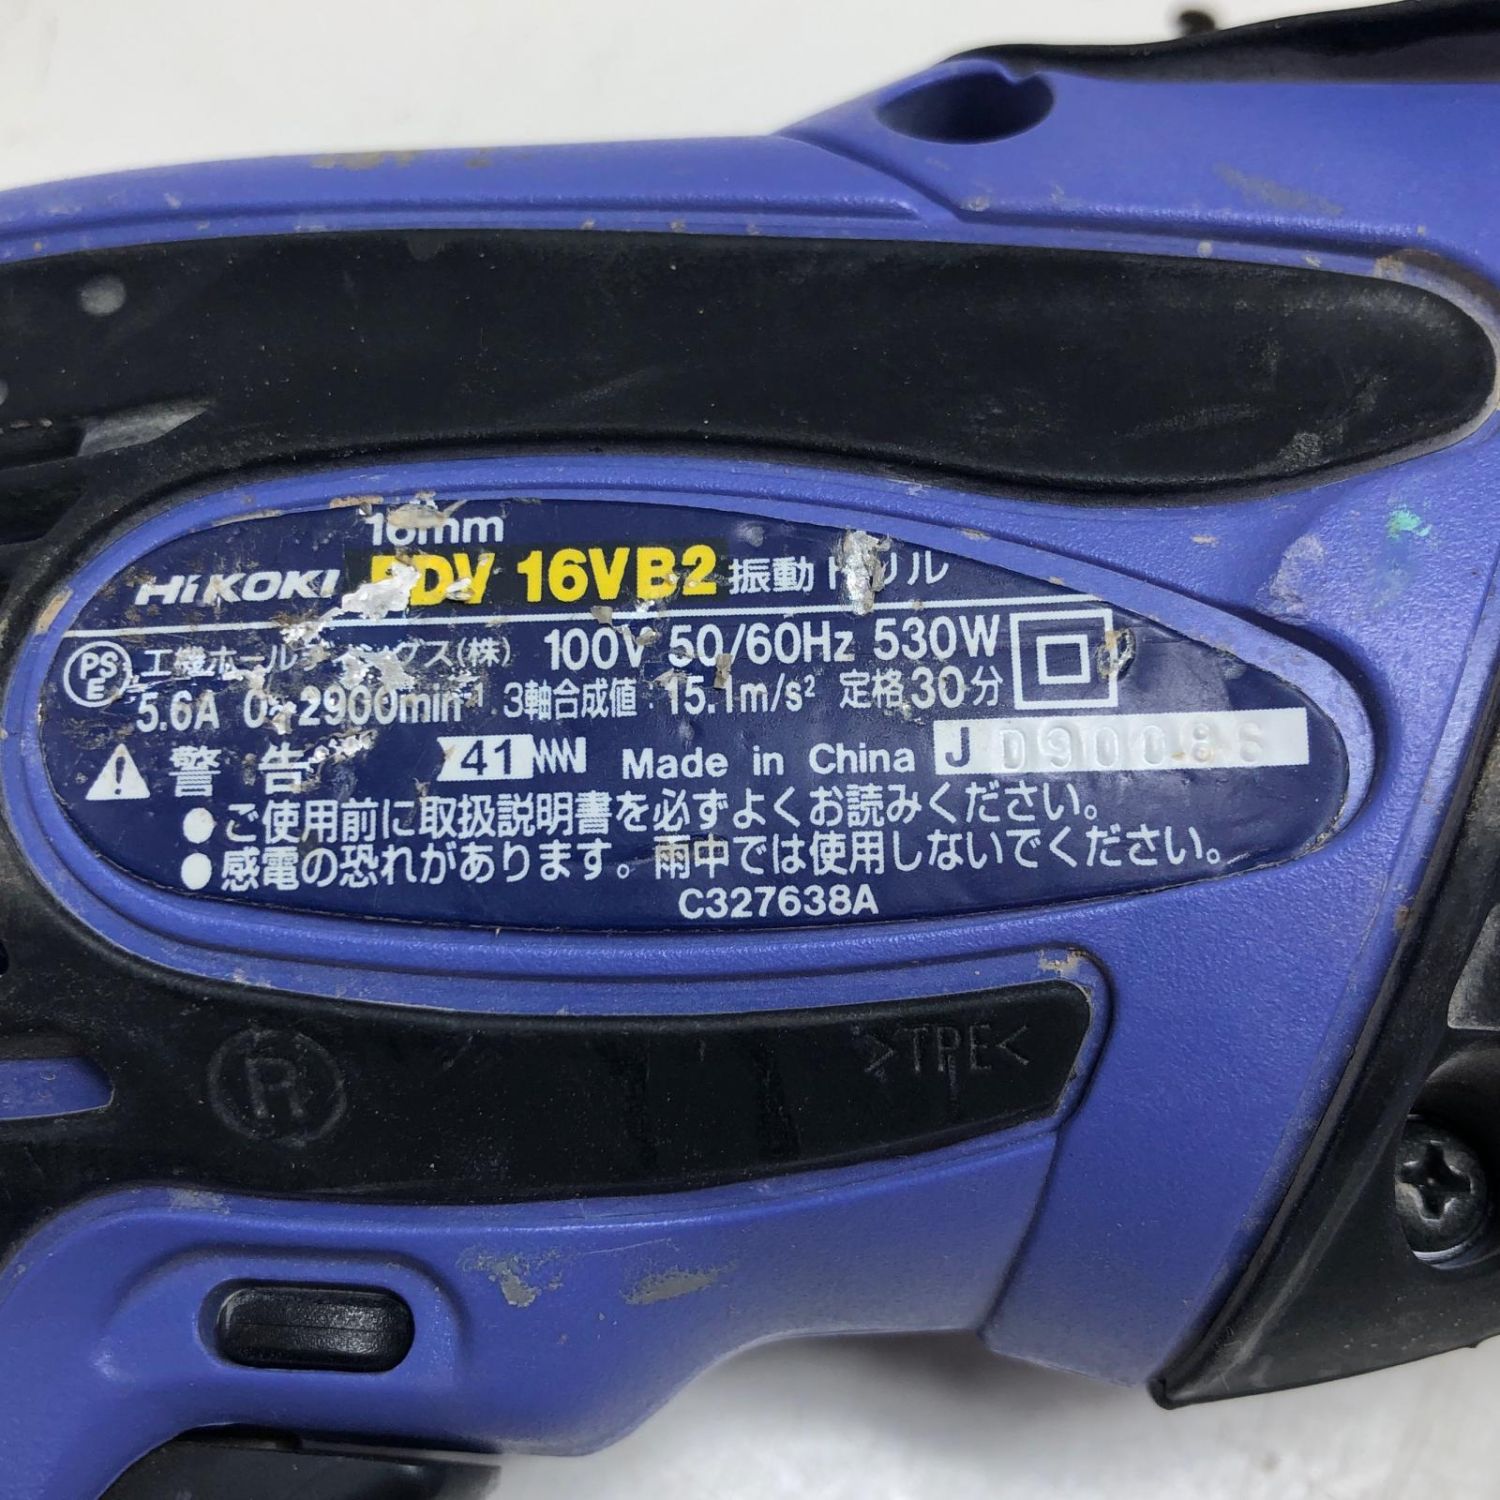 16mm
HiKOKI FDV 16VB2 振動ドリル
PS
E
工機ホールディングス(株) 100V 50/60Hz 530W
5.6A 0~2900min⁻¹ 3軸合成値 15.1m/s² 定格30分
警告 41 Made in China J D90086
●ご使用前に取扱説明書を必ずよくお読みください。
●感電の恐れがあります。雨中では使用しないでください。
C327638A
R
>TPE<